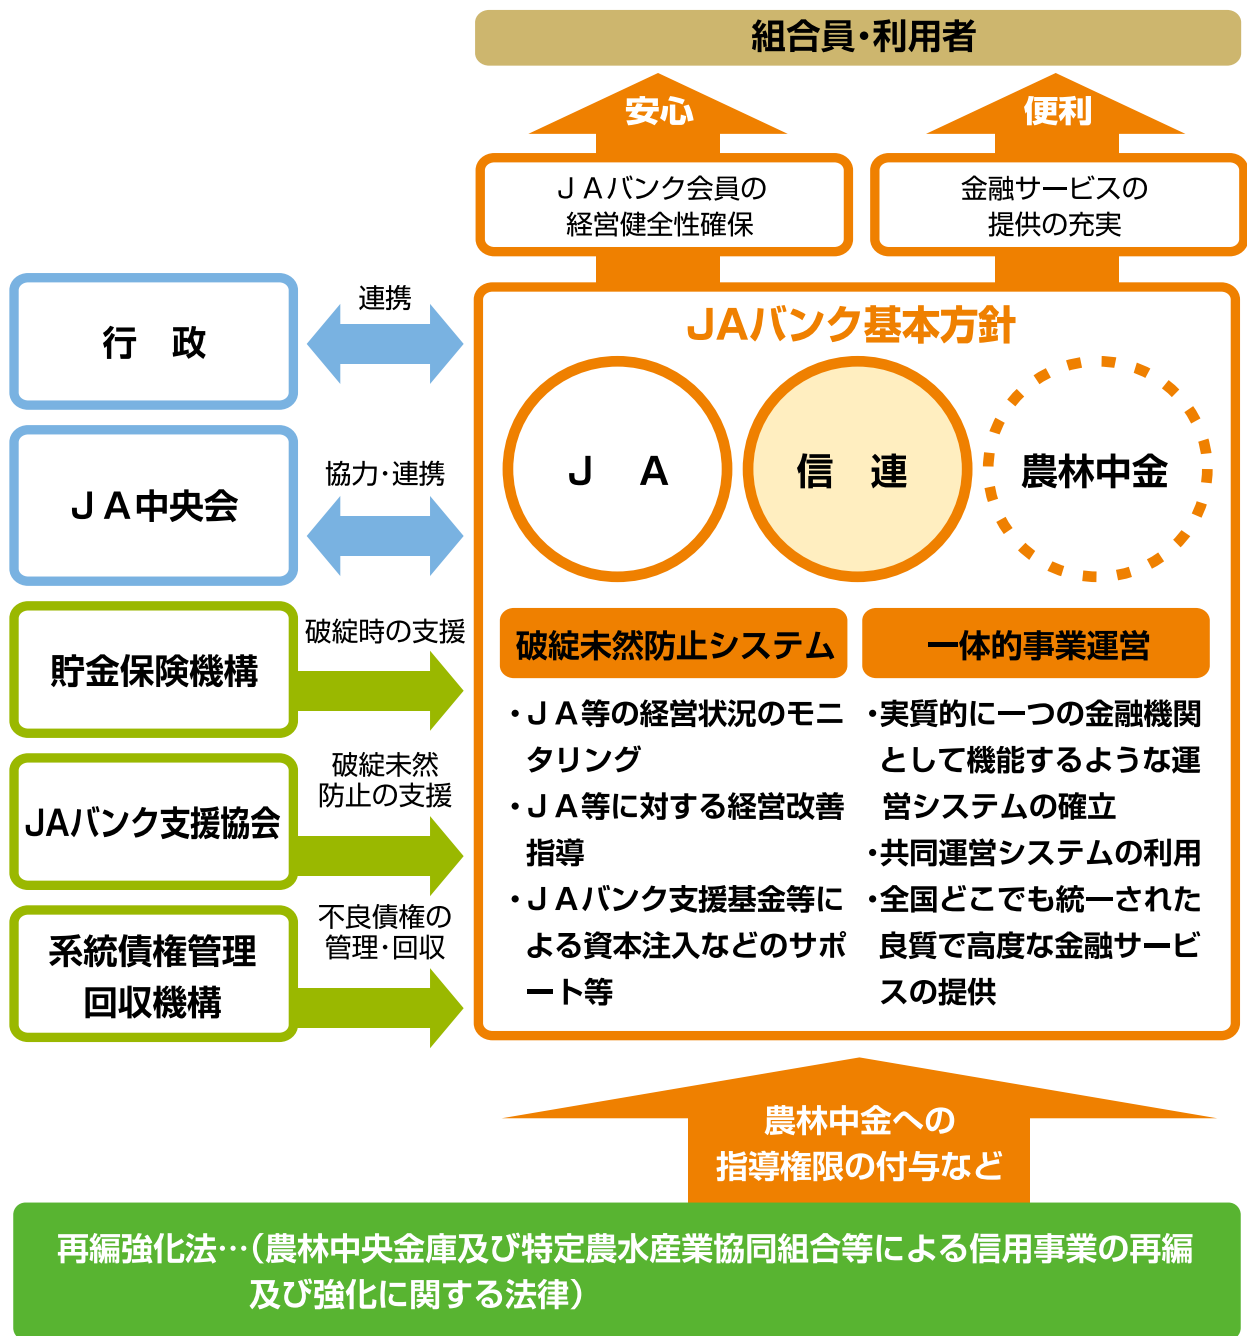 組合員・利用者
安心
便利
ＪＡバンク会員の
経営健全性確保
金融サービスの
提供の充実
行　政
連携
ＪＡ中央会
協力・連携
貯金保険機構
破綻時の支援
JAバンク支援協会
破綻未然
防止の支援
系統債権管理
回収機構
不良債権の
管理・回収
JAバンク基本方針
Ｊ　Ａ
信　連
農林中金
破綻未然防止システム
・ＪＡ等の経営状況のモニ
タリング
・ＪＡ等に対する経営改善
指導
・ＪＡバンク支援基金等に
よる資本注入などのサポ
ート等
一体的事業運営
・実質的に一つの金融機関
として機能するような運
営システムの確立
・共同運営システムの利用
・全国どこでも統一された
良質で高度な金融サービ
スの提供
農林中金への
指導権限の付与など
再編強化法…（農林中央金庫及び特定農水産業協同組合等による信用事業の再編
及び強化に関する法律）